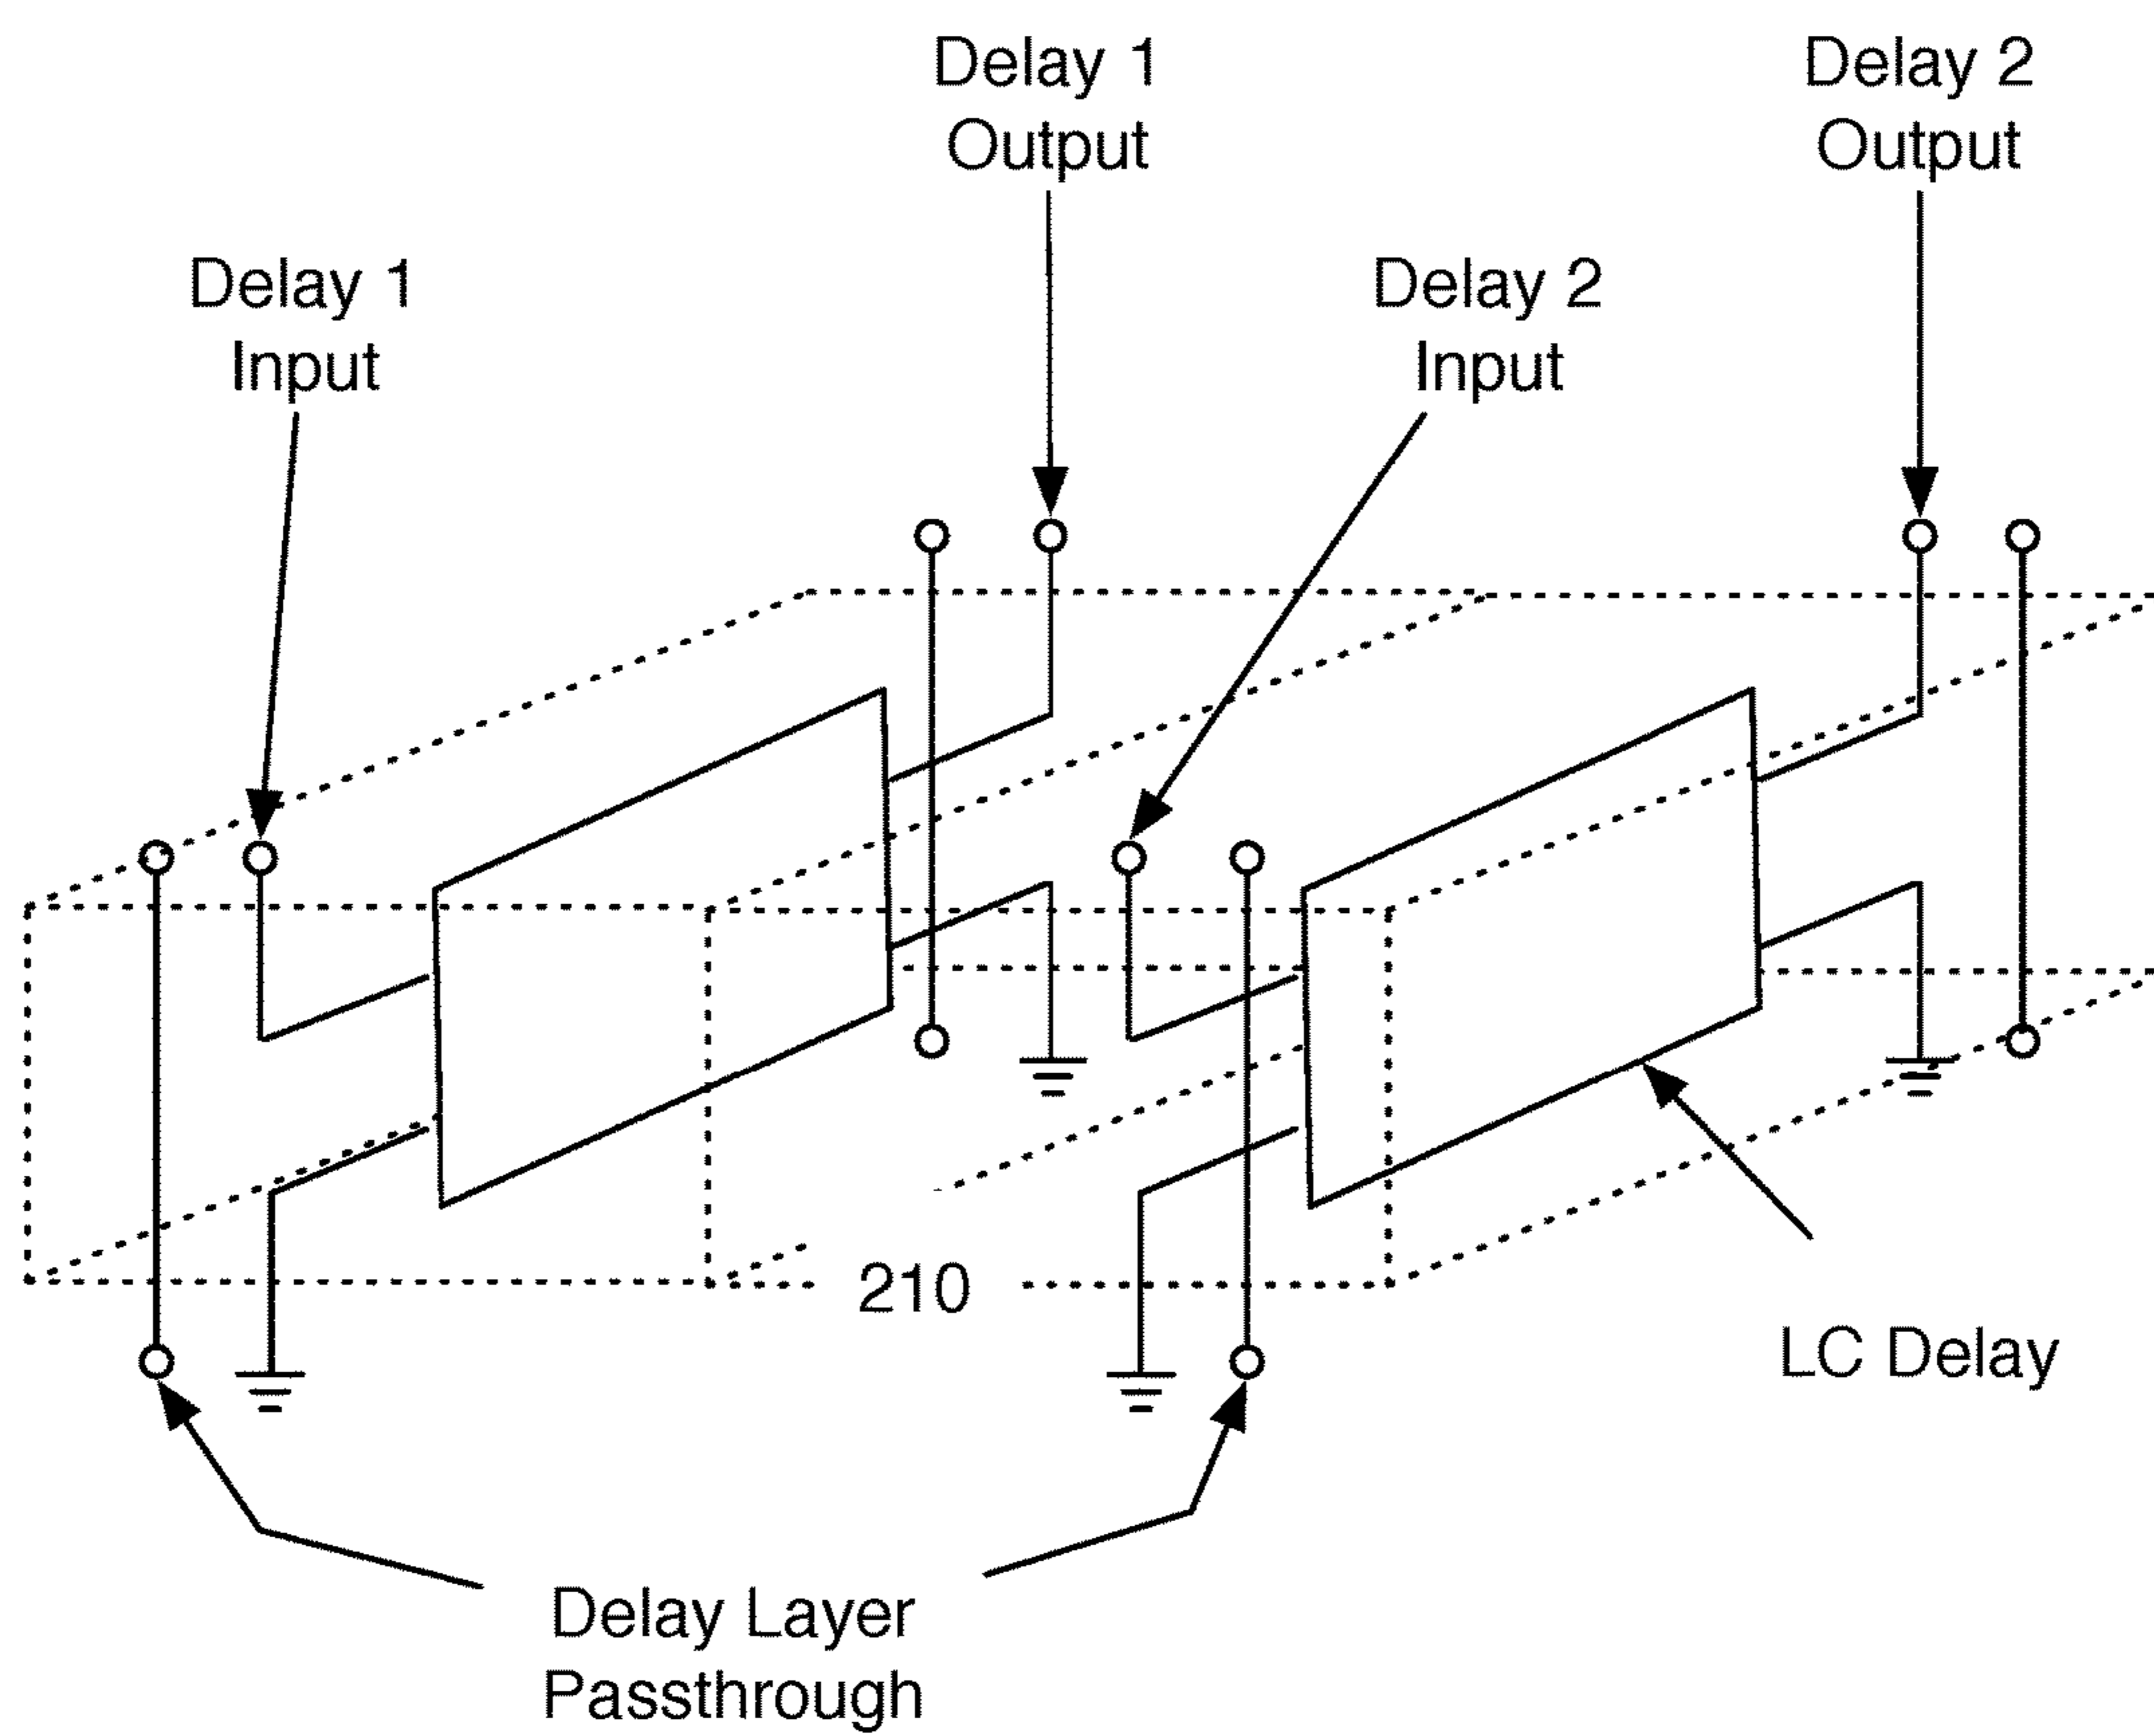 Delay 1
Output
Delay 2
Output
Delay 1
Input
Delay 2
Input
210
LC Delay
Delay Layer
Passthrough